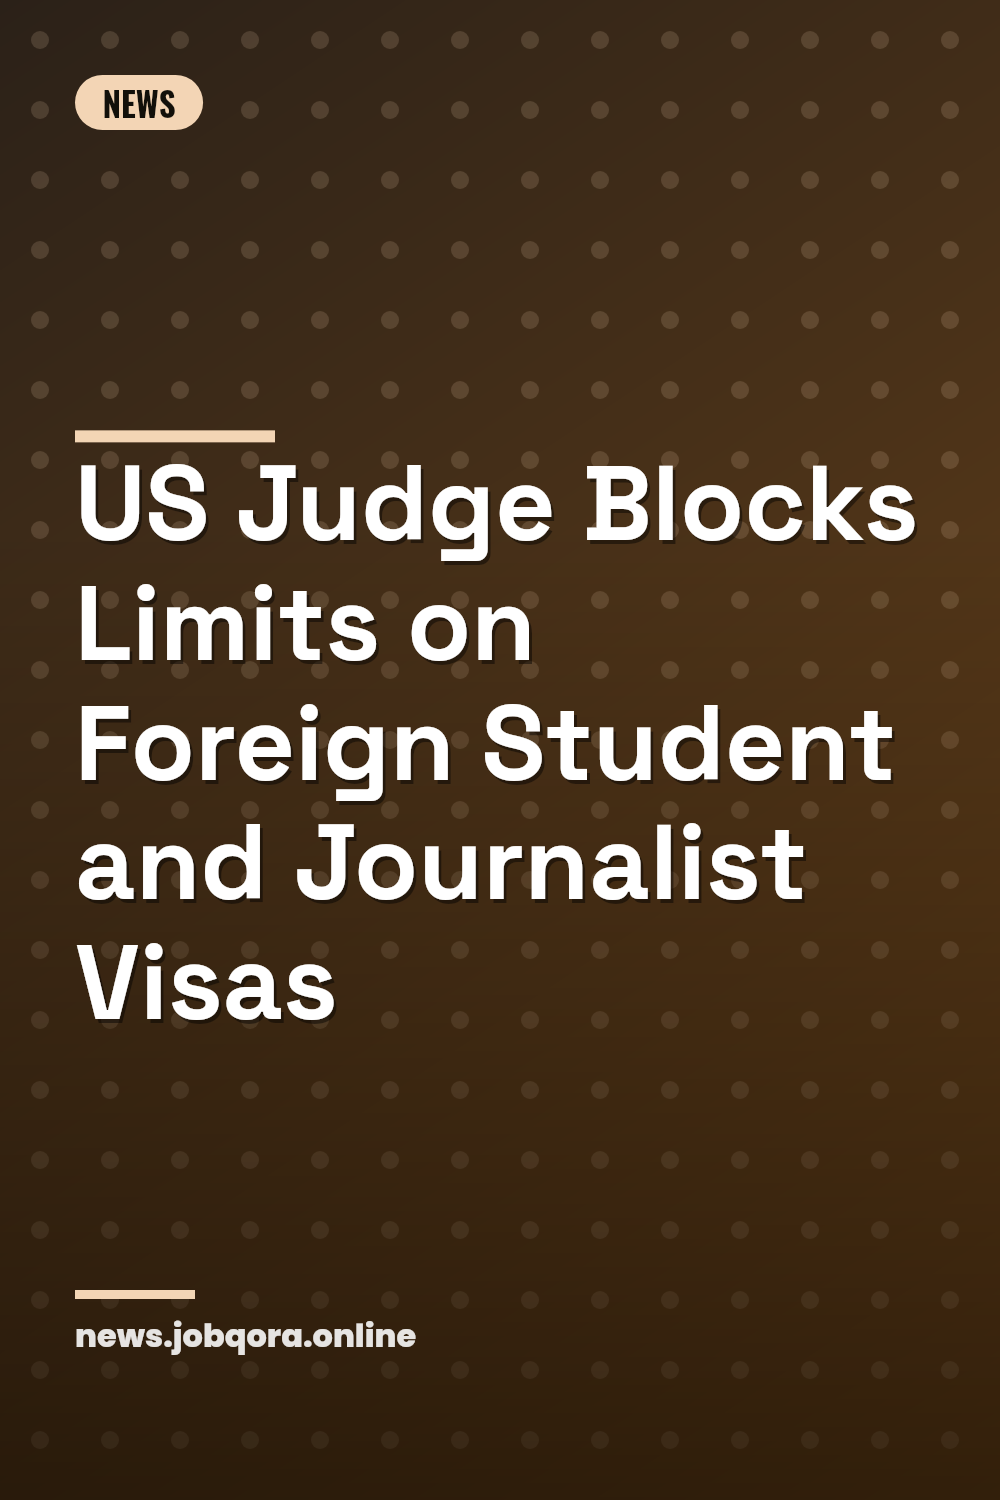 NEWS
US Judge Blocks
Limits on
Foreign Student
and Journalist
Visas
news.jobqora.online